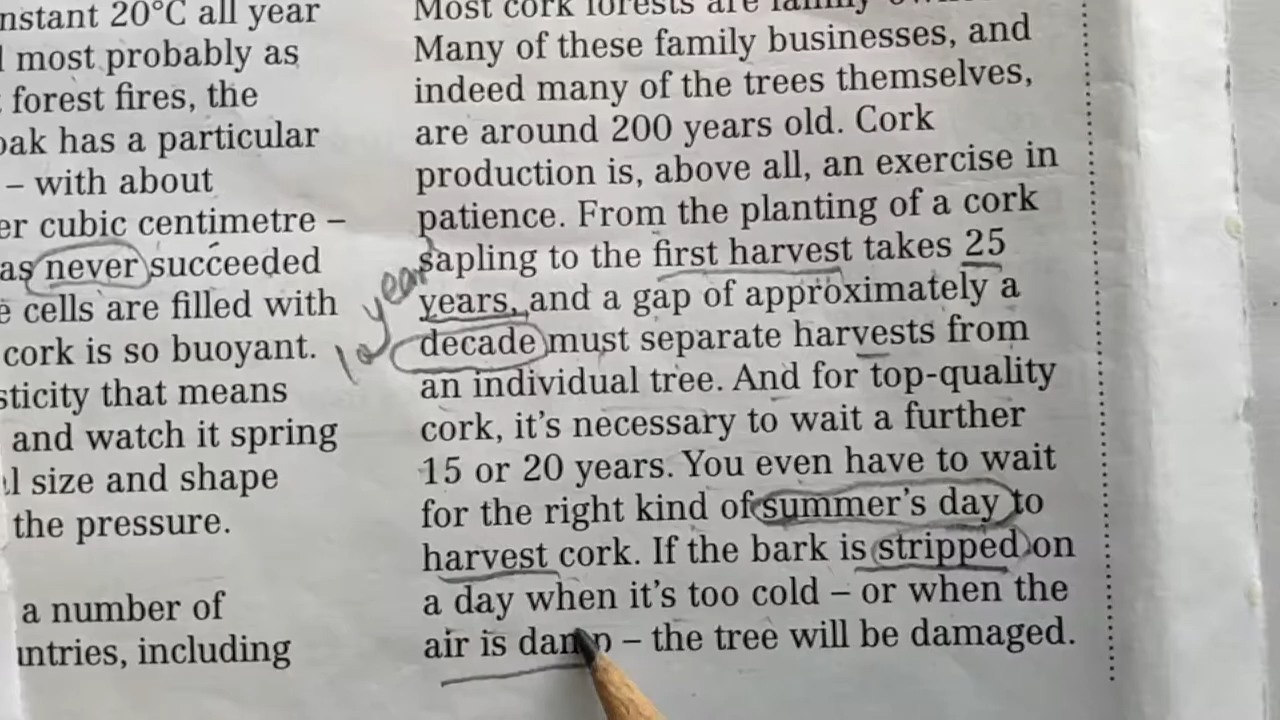 nstant 20°C all year
most probably as
forest fires, the
oak has a particular
– with about
er cubic centimetre –
as never succeeded
e cells are filled with
cork is so buoyant.
sticity that means
and watch it spring
size and shape
the pressure.
a number of
untries, including
Most cork forests are family
Many of these family businesses, and
indeed many of the trees themselves,
are around 200 years old. Cork
production is, above all, an exercise in
patience. From the planting of a cork
sapling to the first harvest takes 25
years, and a gap of approximately a
decade must separate harvests from
an individual tree. And for top-quality
cork, it's necessary to wait a further
15 or 20 years. You even have to wait
for the right kind of summer's day to
harvest cork. If the bark is stripped on
a day when it's too cold – or when the
air is damp – the tree will be damaged.
10 year